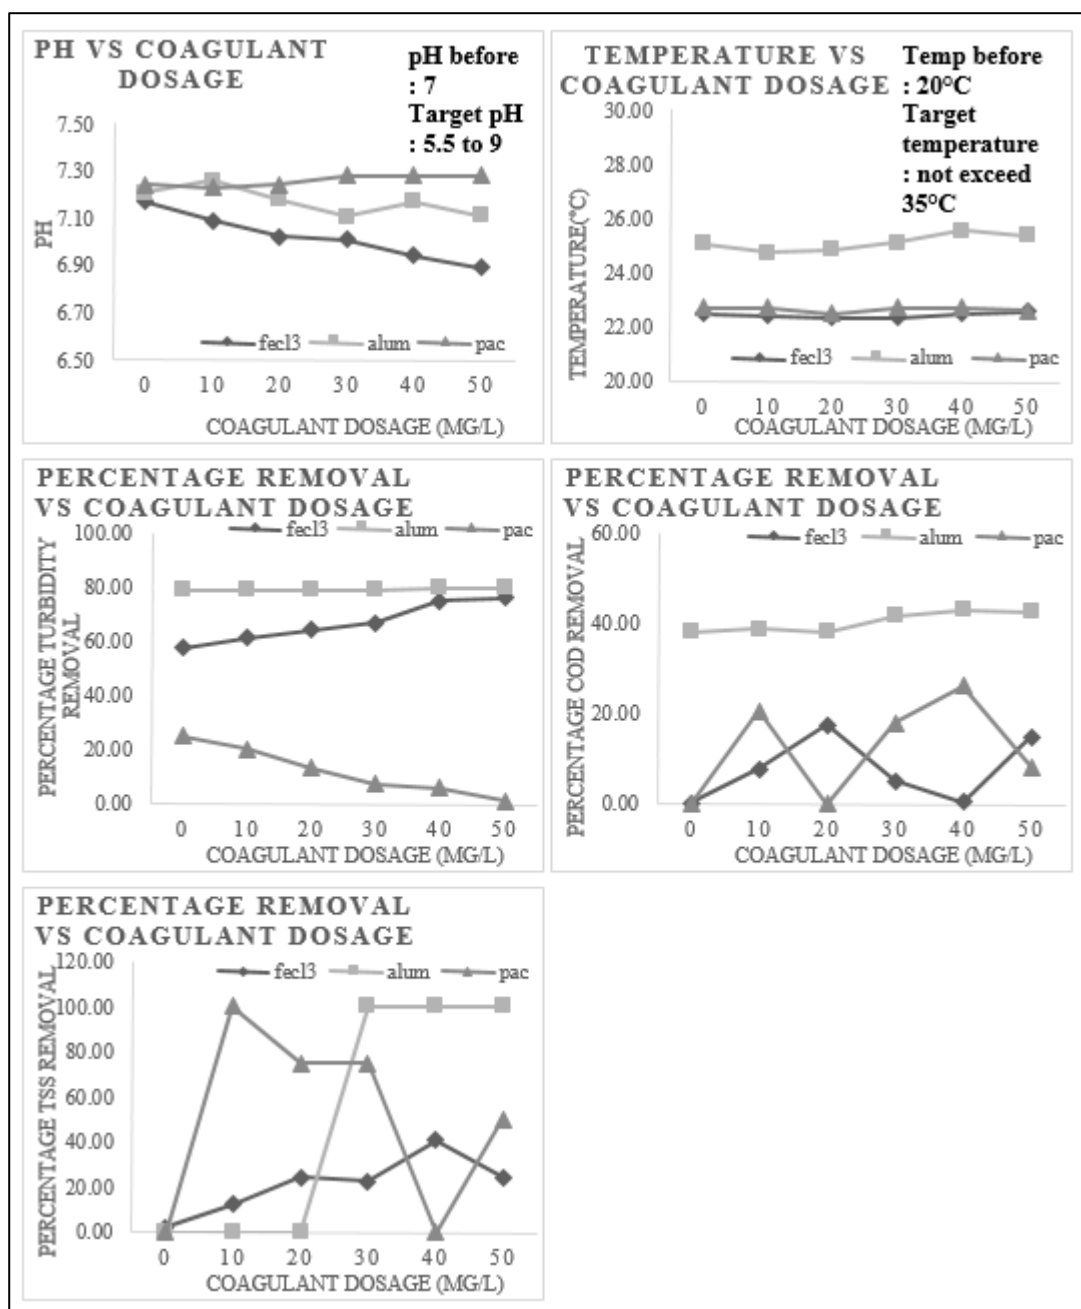 PH VS COAGULANT
DOSAGE
pH before
: 7
Target pH
: 5.5 to 9
7.50
7.30
7.10
6.90
6.70
6.50
PH
fecl3 alum pac
0 10 20 30 40 50
COAGULANT DOSAGE (MG/L)
TEMPERATURE VS
COAGULANT DOSAGE
Temp before
: 20°C
Target
temperature
: not exceed
35°C
30.00
28.00
26.00
24.00
22.00
20.00
TEMPERATURE(°C)
fecl3 alum pac
0 10 20 30 40 50
COAGULANT DOSAGE (MG/L)
PERCENTAGE REMOVAL
VS COAGULANT DOSAGE
fecl3 alum pac
100.00
80.00
60.00
40.00
20.00
0.00
PERCENTAGE TURBIDITY
REMOVAL
0 10 20 30 40 50
COAGULANT DOSAGE (MG/L)
PERCENTAGE REMOVAL
VS COAGULANT DOSAGE
fecl3 alum pac
60.00
40.00
20.00
0.00
PERCENTAGE COD REMOVAL
0 10 20 30 40 50
COAGULANT DOSAGE (MG/L)
PERCENTAGE REMOVAL
VS COAGULANT DOSAGE
fecl3 alum pac
120.00
100.00
80.00
60.00
40.00
20.00
0.00
PERCENTAGE TSS REMOVAL
0 10 20 30 40 50
COAGULANT DOSAGE (MG/L)